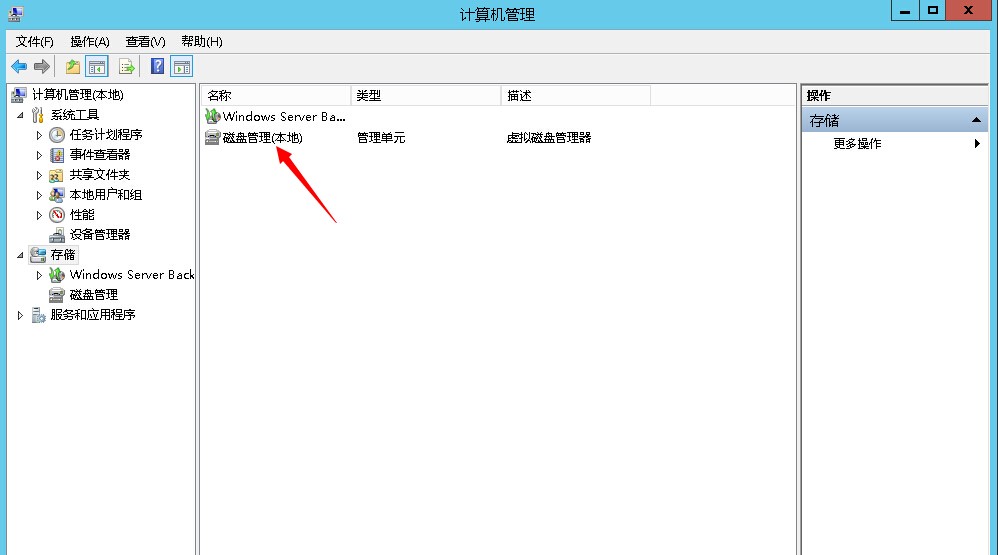 计算机管理
文件(F) 操作(A) 查看(V) 帮助(H)
计算机管理(本地)
系统工具
任务计划程序
事件查看器
共享文件夹
本地用户和组
性能
设备管理器
存储
Windows Server Back
磁盘管理
服务和应用程序
名称 类型 描述
Windows Server Ba...
磁盘管理(本地) 管理单元 虚拟磁盘管理器
操作
存储
更多操作